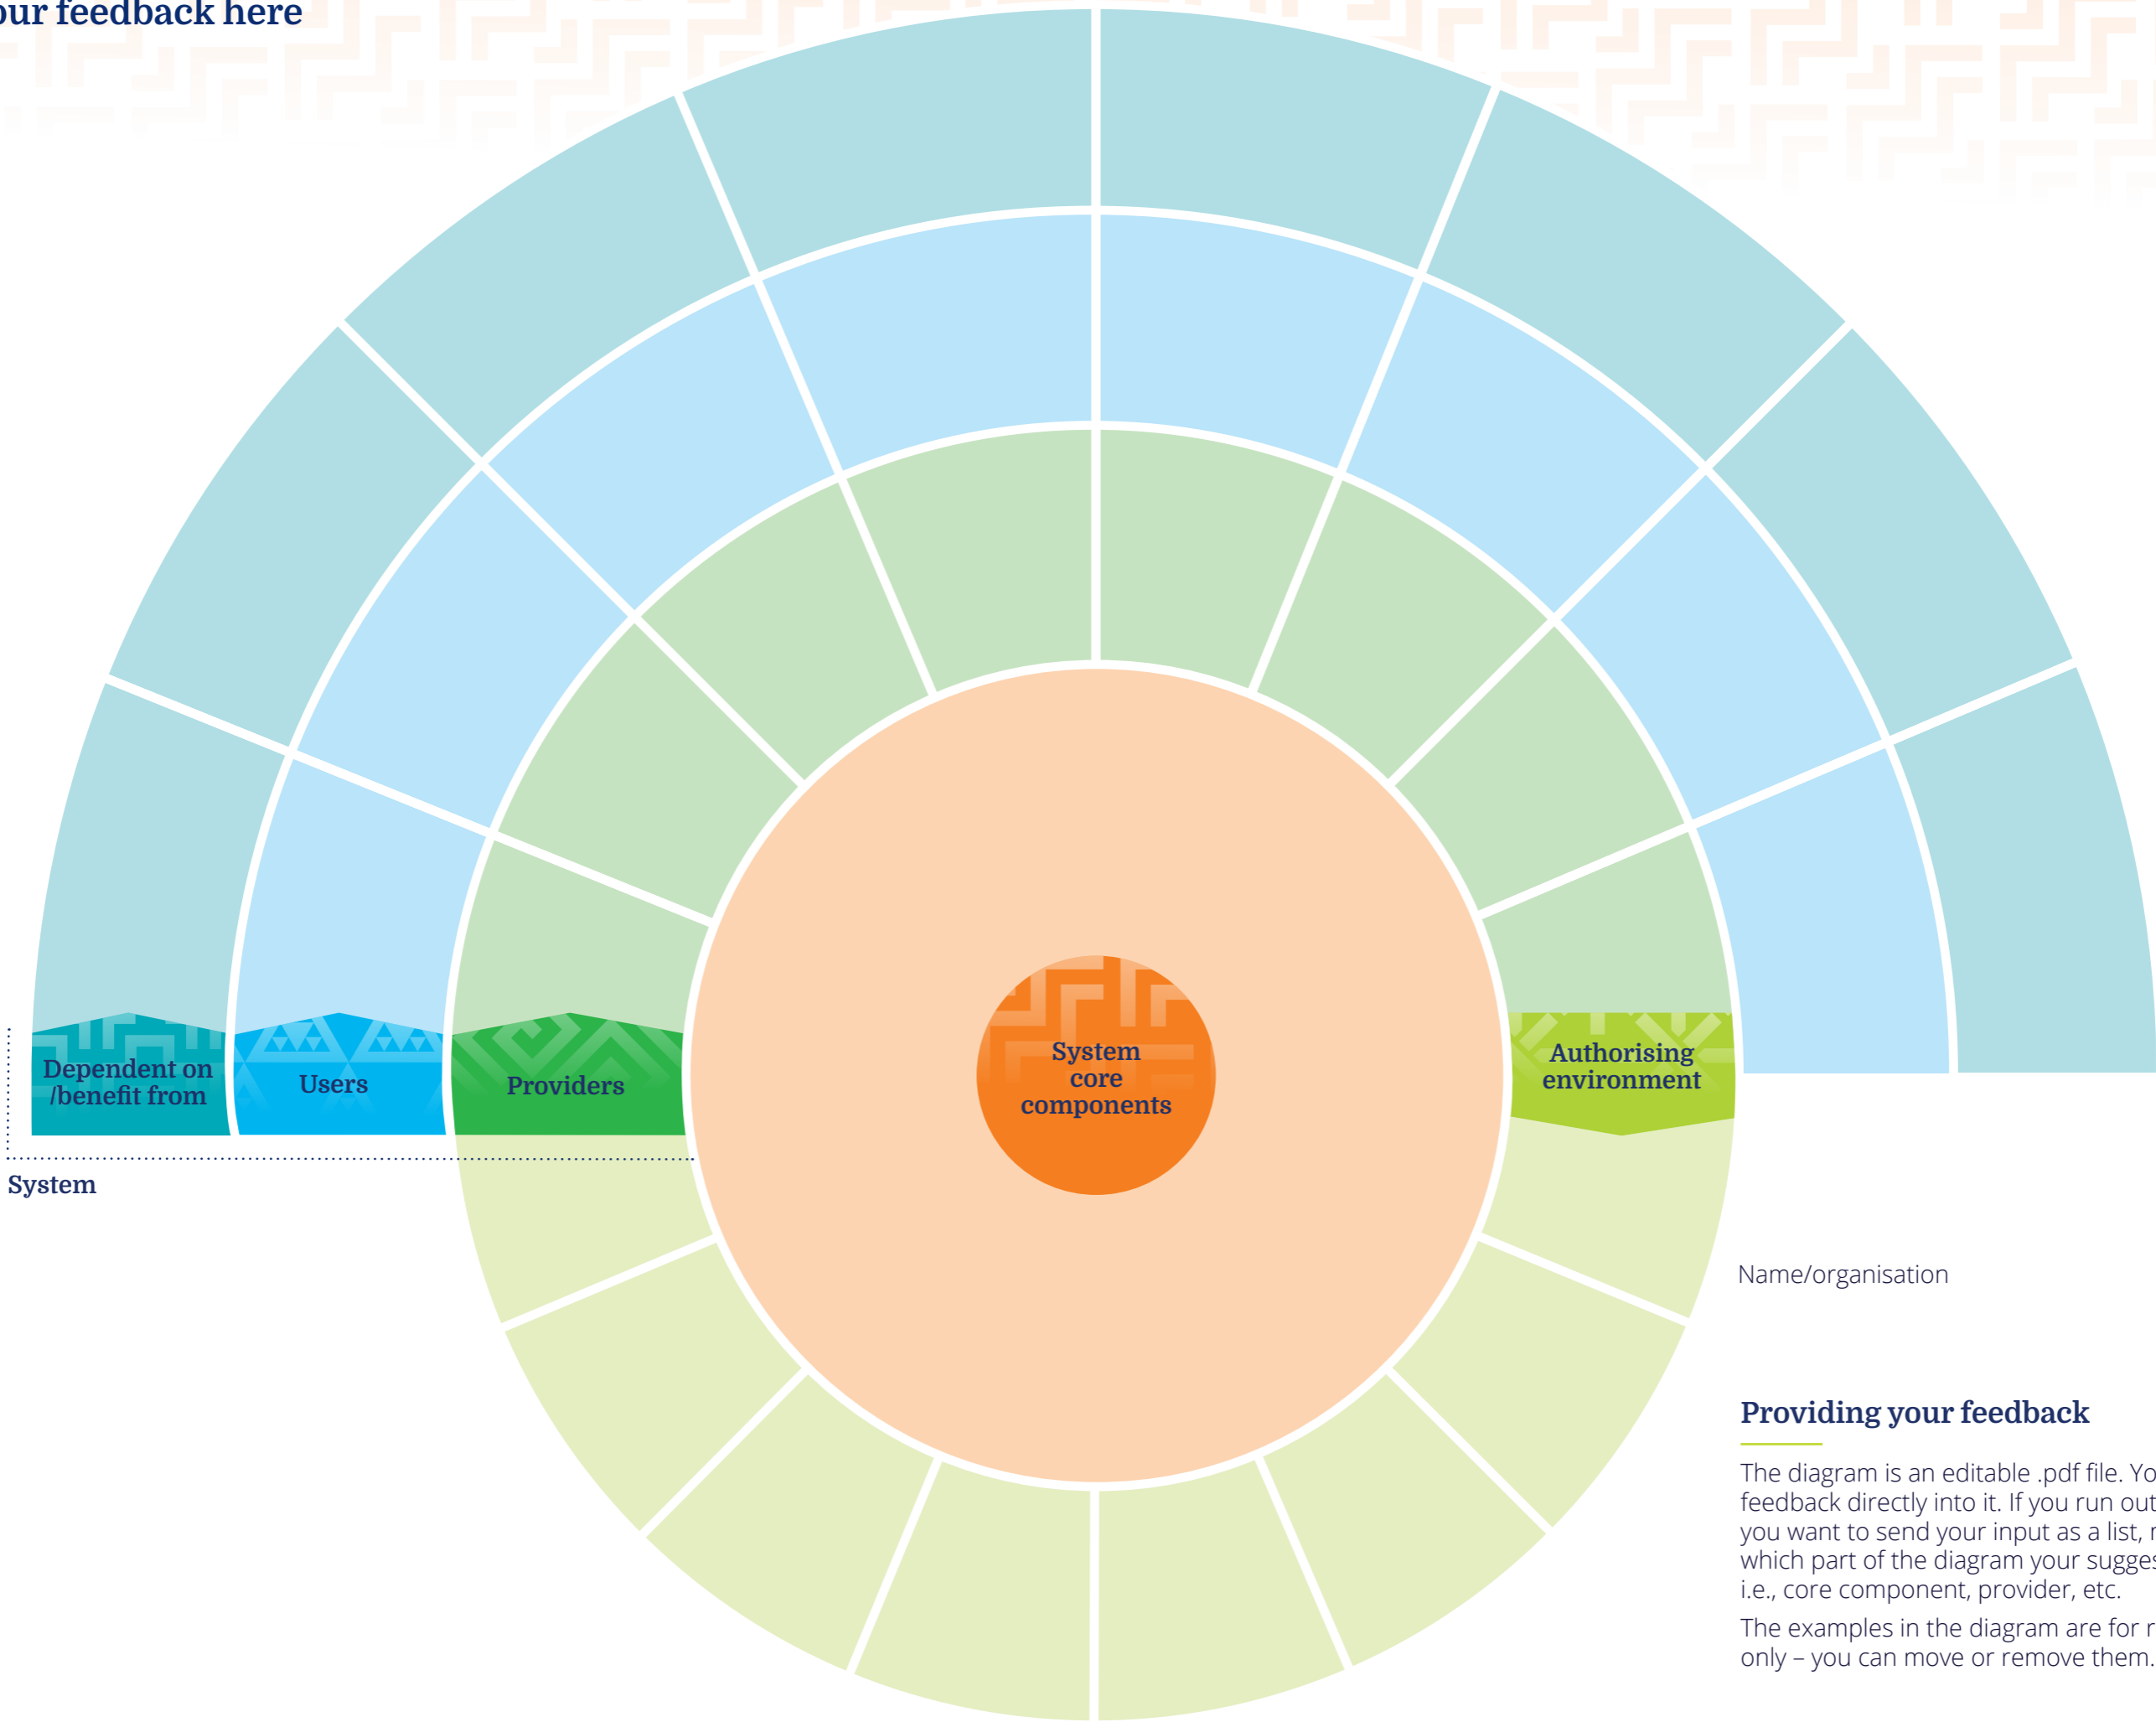 our feedback here
Dependent on
/benefit from
Users
Providers
System
core
components
Authorising
environment
System
Name/organisation
Providing your feedback
The diagram is an editable .pdf file. Yo
feedback directly into it. If you run out
you want to send your input as a list,
which part of the diagram your sugges
i.e., core component, provider, etc.
The examples in the diagram are for
only – you can move or remove them.